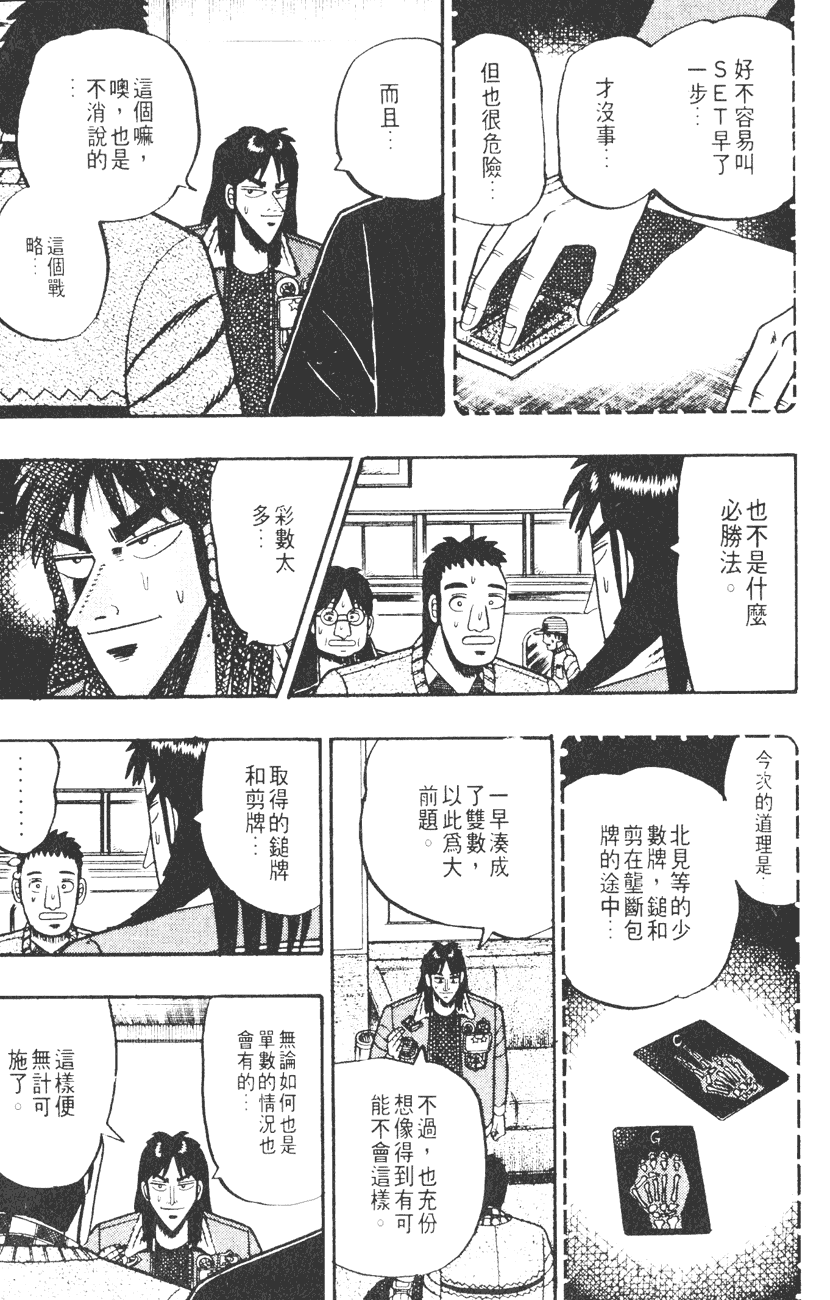 好不容易叫
SET早了
一步…
才沒事…
但也很危險…
而且…
這個嘛，
噢，也是
不消說的
…
這個戰
略…
也不是什麼
必勝法。
彩數太
多…
今次的道理是…
北見等的少
數牌，鎚和
剪在壟斷包
牌的途中…
C
G
一早湊成
了雙數，
以此爲大
前題。
不過，也充份
想像得到有可
能不會這樣。
取得的鎚牌
和剪牌…
………
無論如何也是
單數的情況也
會有的…
這樣便
無計可
施了。